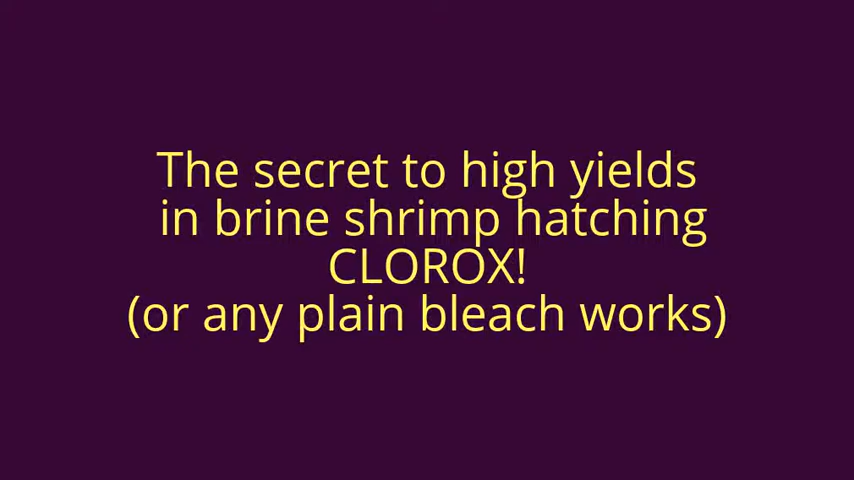 The secret to high yields
in brine shrimp hatching
CLOROX!
(or any plain bleach works)